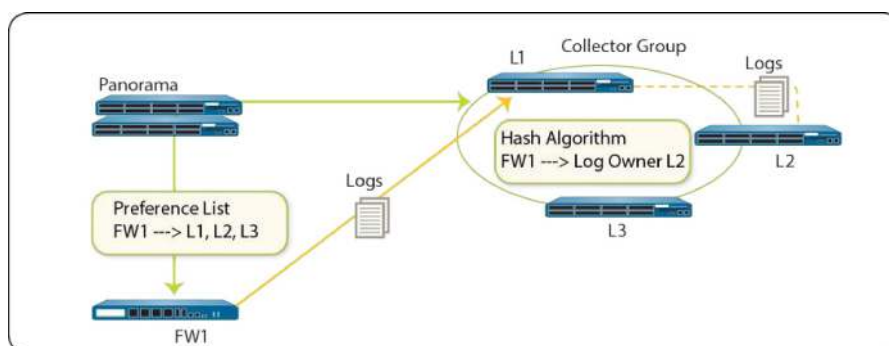 Panorama
Preference List
FW1 ---> L1, L2, L3
FW1
Logs
L1
Collector Group
Logs
Hash Algorithm
FW1 ---> Log Owner L2
L2
L3